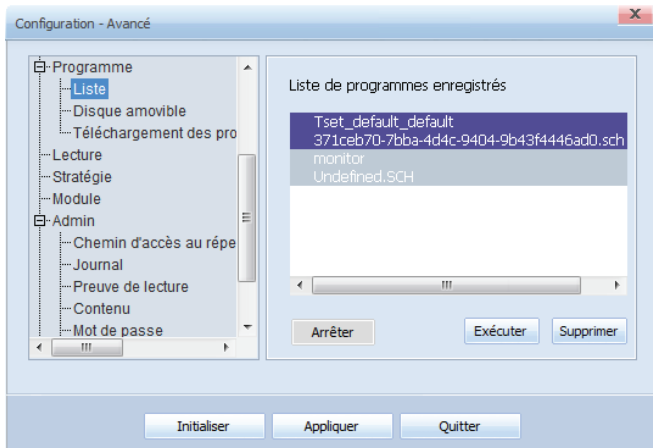 Configuration - Avancé
Programme
Liste
Disque amovible
Téléchargement des pro
Lecture
Stratégie
Module
Admin
Chemin d'accès au répe
Journal
Preuve de lecture
Contenu
Mot de passe
Liste de programmes enregistrés
Tset_default_default
371ceb70-7bba-4d4c-9404-9b43f4446ad0.sch
monitor
Undefined.SCH
Arrêter
Exécuter
Supprimer
Initialiser
Appliquer
Quitter